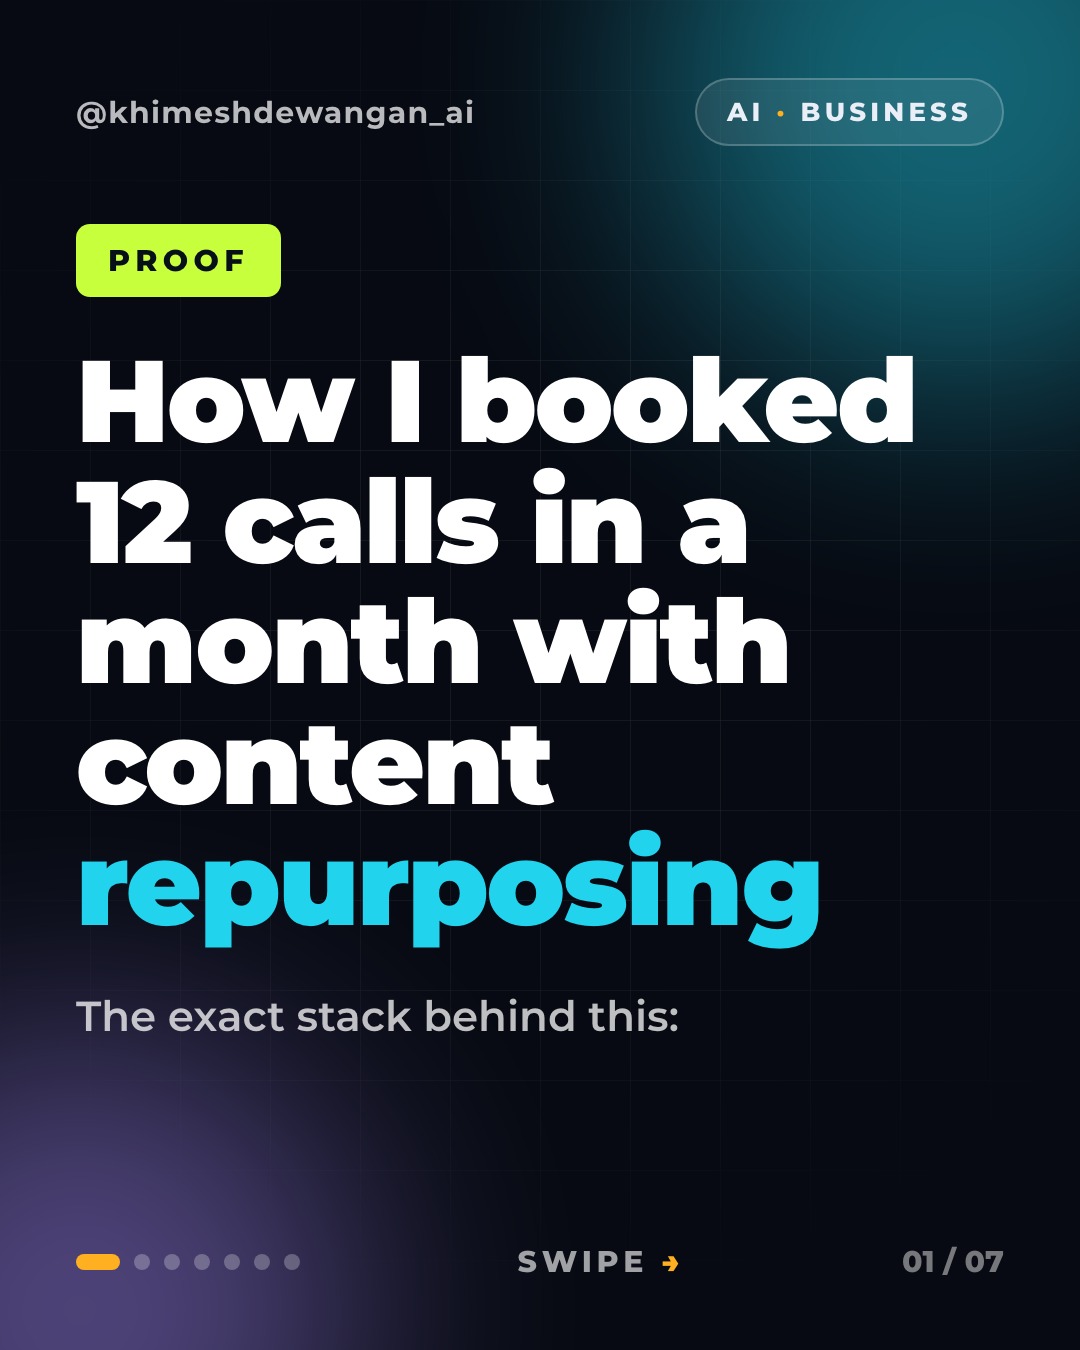 @khimeshdewangan_ai
AI · BUSINESS
PROOF
How I booked
12 calls in a
month with
content
repurposing
The exact stack behind this:
SWIPE →
01 / 07